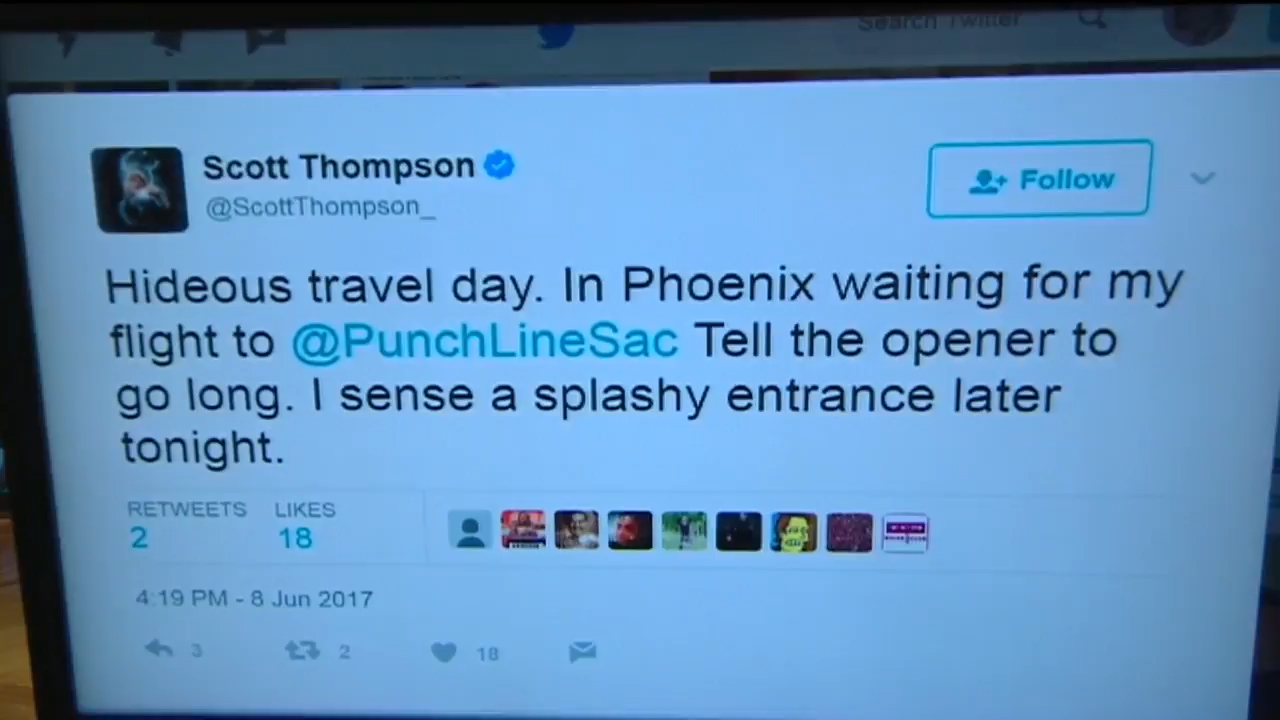 Search Twitter
Scott Thompson
@ScottThompson_
Follow
Hideous travel day. In Phoenix waiting for my
flight to @PunchLineSac Tell the opener to
go long. I sense a splashy entrance later
tonight.
RETWEETS LIKES
2 18
4:19 PM - 8 Jun 2017
3 2 18